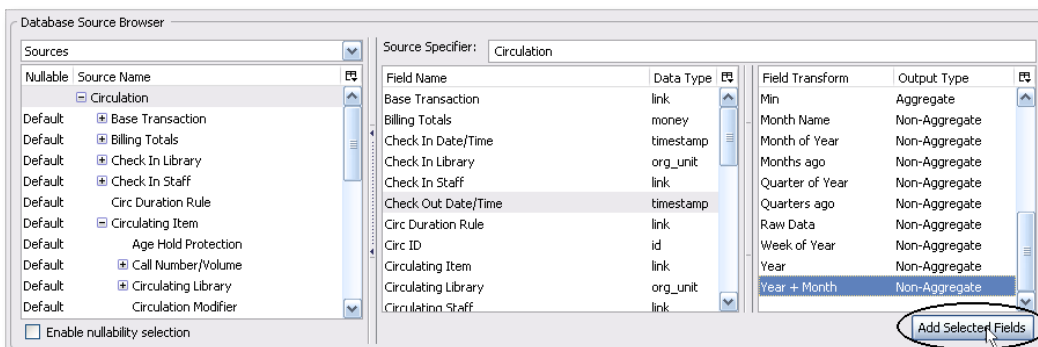 Database Source Browser
Sources
Source Specifier: Circulation
Nullable Source Name
Circulation
Default Base Transaction
Default Billing Totals
Default Check In Library
Default Check In Staff
Default Circ Duration Rule
Default Circulating Item
Default Age Hold Protection
Default Call Number/Volume
Default Circulating Library
Default Circulation Modifier
Enable nullability selection
Field Name Data Type
Base Transaction link
Billing Totals money
Check In Date/Time timestamp
Check In Library org_unit
Check In Staff link
Check Out Date/Time timestamp
Circ Duration Rule link
Circ ID id
Circulating Item link
Circulating Library org_unit
Circulating Staff link
Field Transform Output Type
Min Aggregate
Month Name Non-Aggregate
Month of Year Non-Aggregate
Months ago Non-Aggregate
Quarter of Year Non-Aggregate
Quarters ago Non-Aggregate
Raw Data Non-Aggregate
Week of Year Non-Aggregate
Year Non-Aggregate
Year + Month Non-Aggregate
Add Selected Fields